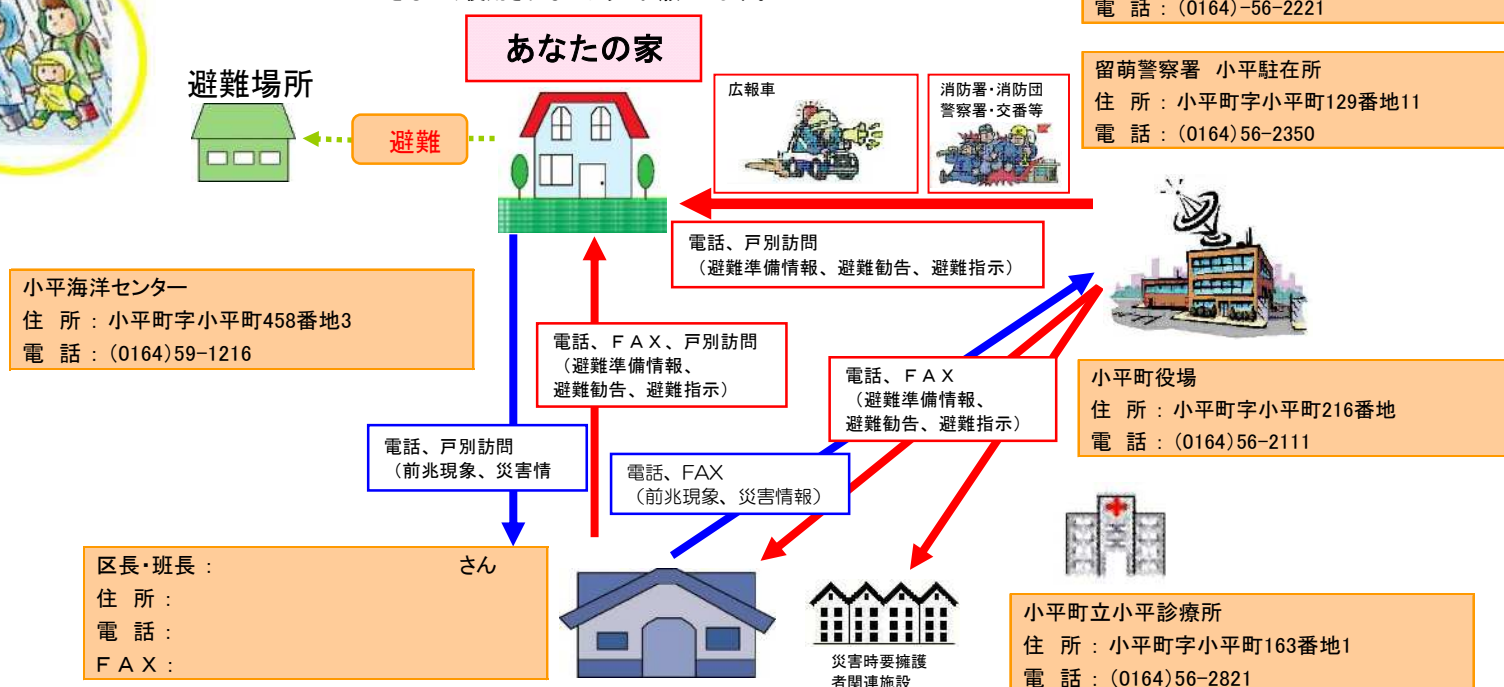 電 話：(0164)-56-2221
あなたの家
避難場所
避難
広報車
消防署・消防団
警察署・交番等
留萌警察署 小平駐在所
住 所：小平町字小平町129番地11
電 話：(0164)56-2350
電話、戸別訪問
（避難準備情報、避難勧告、避難指示）
小平海洋センター
住 所：小平町字小平町458番地3
電 話：(0164)59-1216
電話、ＦＡＸ、戸別訪問
（避難準備情報、
避難勧告、避難指示）
電話、ＦＡＸ
（避難準備情報、
避難勧告、避難指示）
小平町役場
住 所：小平町字小平町216番地
電 話：(0164)56-2111
電話、戸別訪問
（前兆現象、災害情
電話、FAX
（前兆現象、災害情報）
区長・班長： さん
住 所：
電 話：
ＦＡＸ：
災害時要擁護
者関連施設
小平町立小平診療所
住 所：小平町字小平町163番地1
電 話：(0164)56-2821